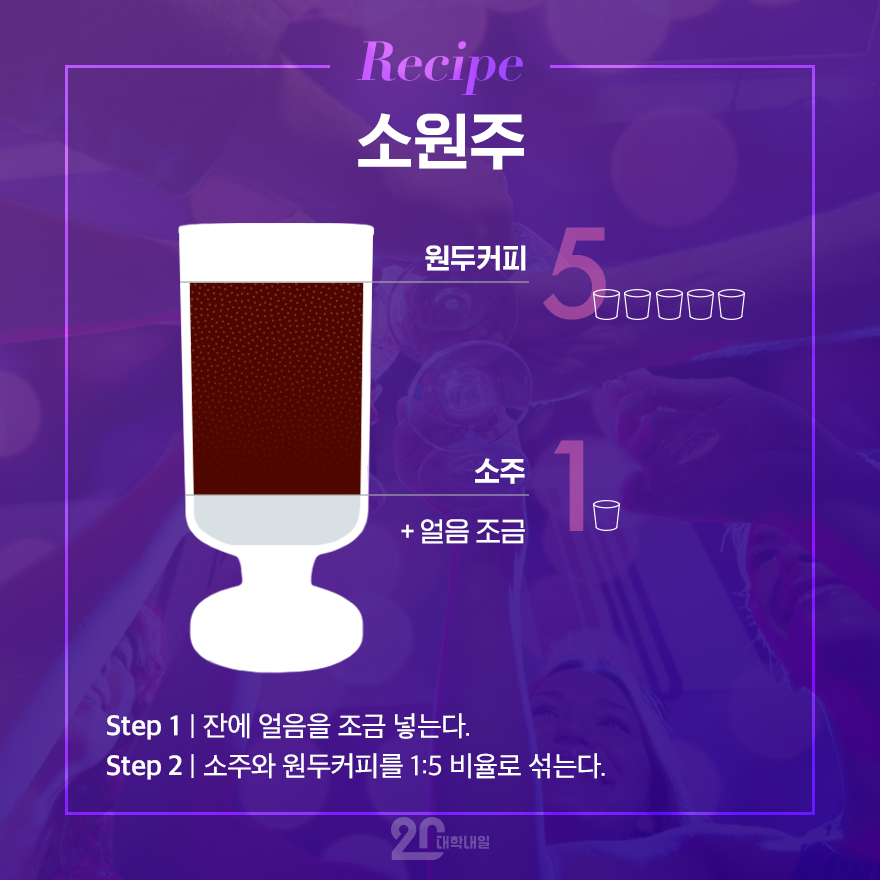 Recipe
소원주
원두커피 5
소주 1
+ 얼음 조금
Step 1 | 잔에 얼음을 조금 넣는다.
Step 2 | 소주와 원두커피를 1:5 비율로 섞는다.
20 대학내일